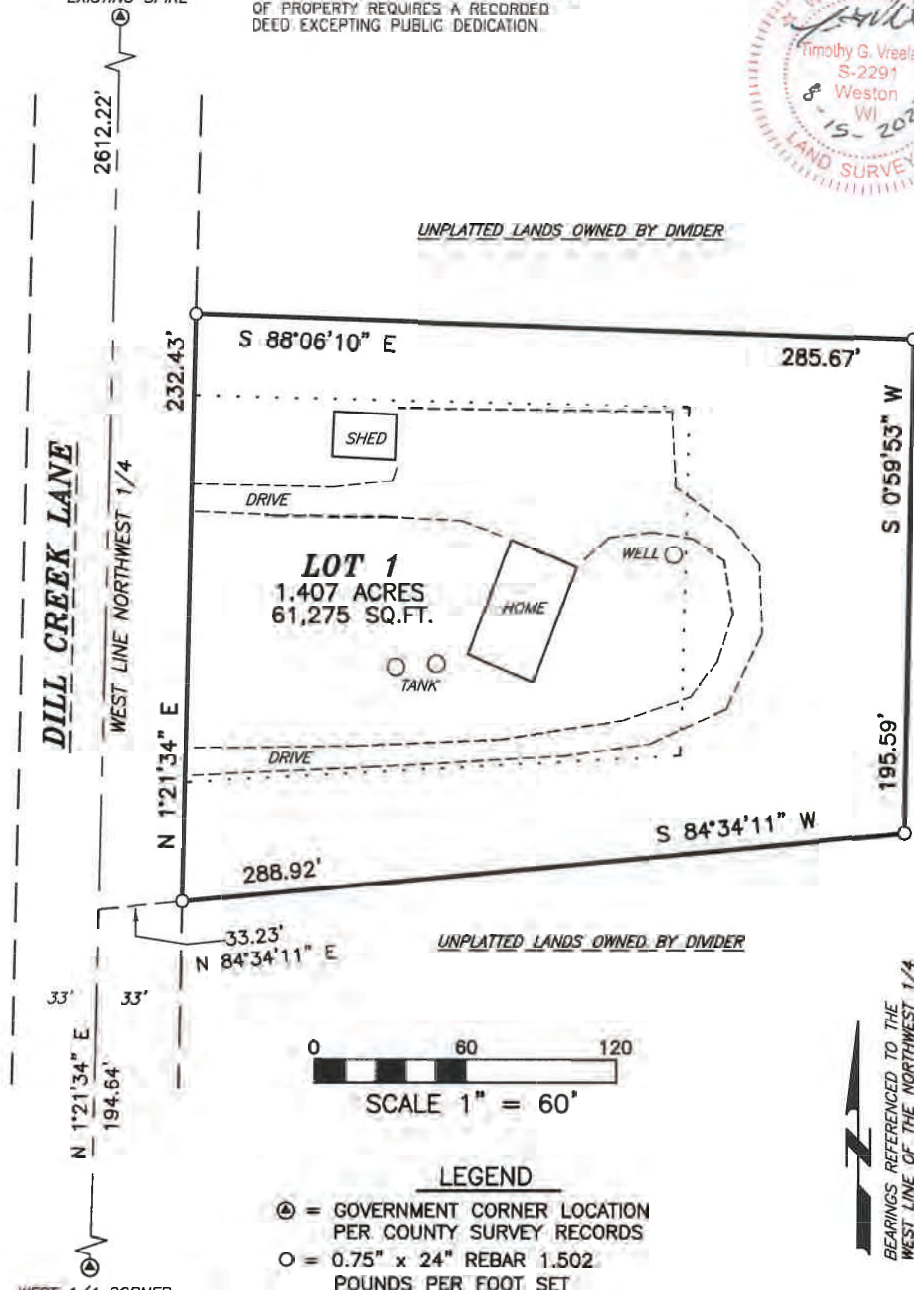 OF PROPERTY REQUIRES A RECORDED
DEED EXCEPTING PUBLIC DEDICATION
Timothy G. 
S-2291
Weston
WI
LAND
2612.22'
UNPLATTED LANDS OWNED BY DIVIDER
S 88°06'10" E
285.67'
232.43'
SHED
DRIVE
S 0°59'53" W
DILL CREEK LANE
WEST LINE NORTHWEST 1/4
LOT 1
1.407 ACRES
61,275 SQ.FT.
WELL
HOME
TANK
DRIVE
N 1°21'34" E
195.59'
S 84°34'11" W
288.92'
33.23'
N 84°34'11" E
UNPLATTED LANDS OWNED BY DIVIDER
33' 33'
N 1°21'34" E
194.64'
0 60 120
SCALE 1" = 60'
BEARINGS REFERENCED TO THE
WEST LINE OF THE NORTHWEST 1/4
LEGEND
= GOVERNMENT CORNER LOCATION
PER COUNTY SURVEY RECORDS
= 0.75" x 24" REBAR 1.502
POUNDS PER FOOT SET